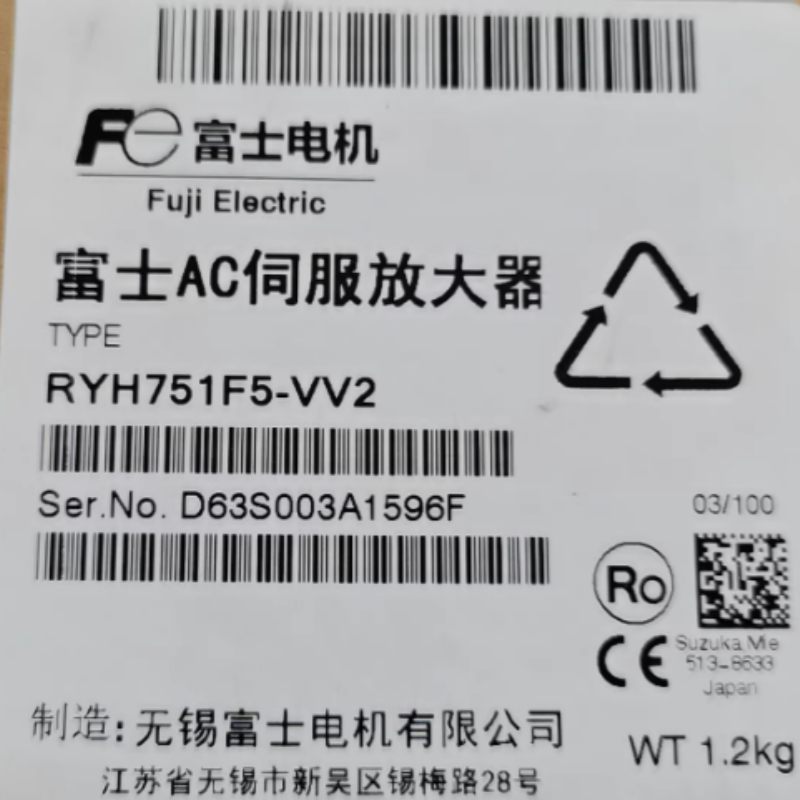 Fe 富士电机
Fuji Electric
富士AC伺服放大器
TYPE
RYH751F5-VV2
Ser.No. D63S003A1596F
03/100
Ro
CE
Suzuka,Mie
513-8633
Japan
制造:无锡富士电机有限公司
江苏省无锡市新吴区锡梅路28号
WT 1.2kg